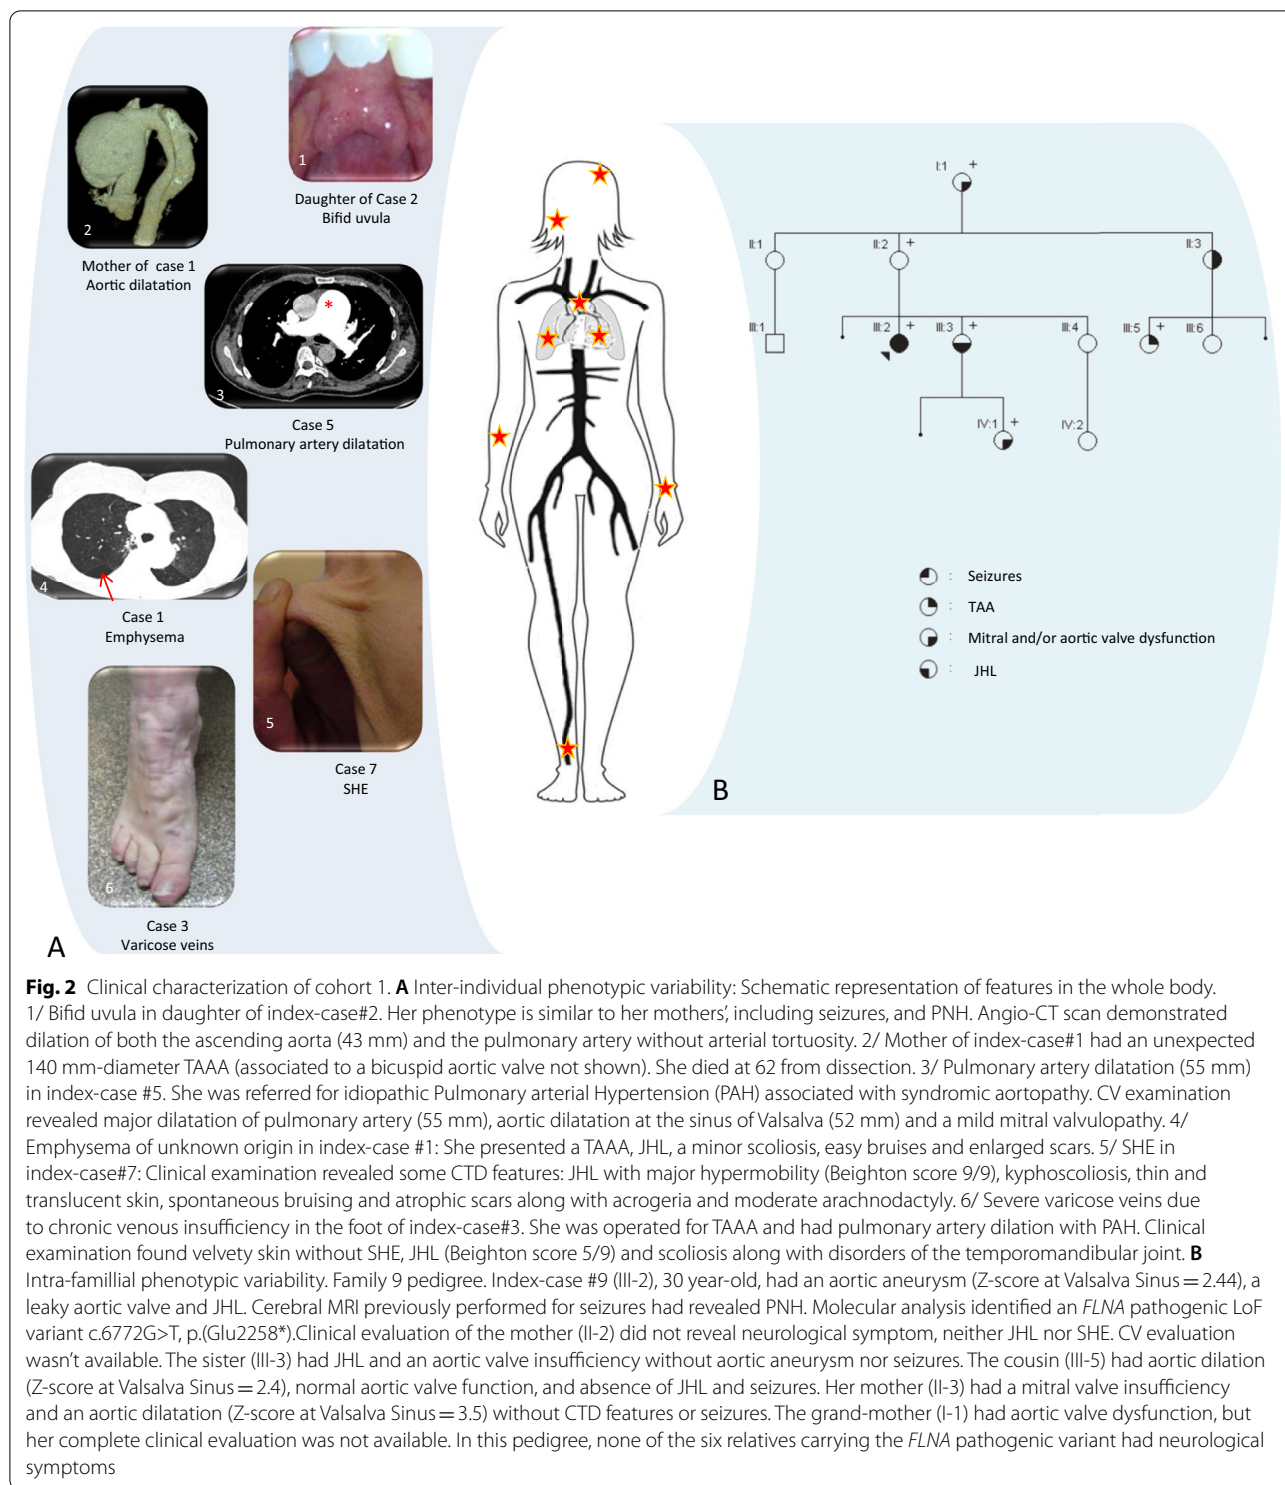 1
Daughter of Case 2
Bifid uvula
2
Mother of case 1
Aortic dilatation
*
3
Case 5
Pulmonary artery dilatation
4
Case 1
Emphysema
5
Case 7
SHE
6
Case 3
Varicose veins
A
I:1 +
II:1 II:2 + II:3
III:1 III:2 + III:3 + III:4 III:5 + III:6
IV:1 + IV:2
: Seizures
: TAA
: Mitral and/or aortic valve dysfunction
: JHL
B
Fig. 2 Clinical characterization of cohort 1. A Inter-individual phenotypic variability: Schematic representation of features in the whole body.
1/ Bifid uvula in daughter of index-case#2. Her phenotype is similar to her mothers’, including seizures, and PNH. Angio-CT scan demonstrated
dilation of both the ascending aorta (43 mm) and the pulmonary artery without arterial tortuosity. 2/ Mother of index-case#1 had an unexpected
140 mm-diameter TAAA (associated to a bicuspid aortic valve not shown). She died at 62 from dissection. 3/ Pulmonary artery dilatation (55 mm)
in index-case #5. She was referred for idiopathic Pulmonary arterial Hypertension (PAH) associated with syndromic aortopathy. CV examination
revealed major dilatation of pulmonary artery (55 mm), aortic dilatation at the sinus of Valsalva (52 mm) and a mild mitral valvulopathy. 4/
Emphysema of unknown origin in index-case #1: She presented a TAAA, JHL, a minor scoliosis, easy bruises and enlarged scars. 5/ SHE in
index-case#7: Clinical examination revealed some CTD features: JHL with major hypermobility (Beighton score 9/9), kyphoscoliosis, thin and
translucent skin, spontaneous bruising and atrophic scars along with acrogeria and moderate arachnodactyly. 6/ Severe varicose veins due
to chronic venous insufficiency in the foot of index-case#3. She was operated for TAAA and had pulmonary artery dilation with PAH. Clinical
examination found velvety skin without SHE, JHL (Beighton score 5/9) and scoliosis along with disorders of the temporomandibular joint. B
Intra-famillial phenotypic variability. Family 9 pedigree. Index-case #9 (III-2), 30 year-old, had an aortic aneurysm (Z-score at Valsalva Sinus = 2.44), a
leaky aortic valve and JHL. Cerebral MRI previously performed for seizures had revealed PNH. Molecular analysis identified an FLNA pathogenic LoF
variant c.6772G>T, p.(Glu2258*).Clinical evaluation of the mother (II-2) did not reveal neurological symptom, neither JHL nor SHE. CV evaluation
wasn’t available. The sister (III-3) had JHL and an aortic valve insufficiency without aortic aneurysm nor seizures. The cousin (III-5) had aortic dilation
(Z-score at Valsalva Sinus = 2.4), normal aortic valve function, and absence of JHL and seizures. Her mother (II-3) had a mitral valve insufficiency
and an aortic dilatation (Z-score at Valsalva Sinus = 3.5) without CTD features or seizures. The grand-mother (I-1) had aortic valve dysfunction, but
her complete clinical evaluation was not available. In this pedigree, none of the six relatives carrying the FLNA pathogenic variant had neurological
symptoms